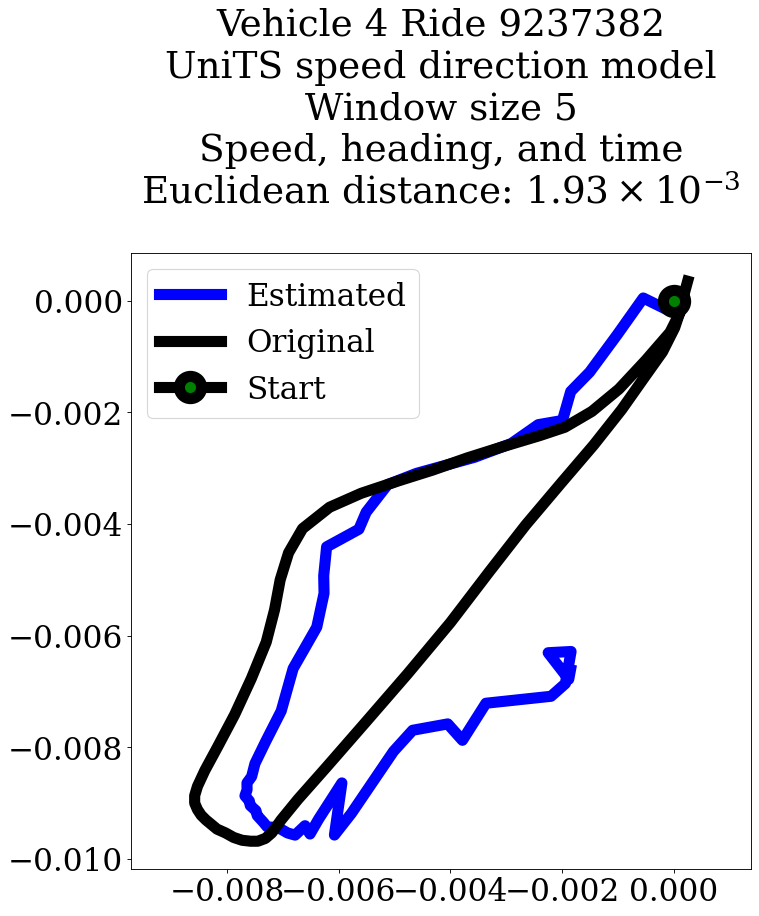 Vehicle 4 Ride 9237382
UniTS speed direction model
Window size 5
Speed, heading, and time
Euclidean distance: 1.93 × 10⁻³
Estimated
Original
Start
0.000
−0.002
−0.004
−0.006
−0.008
−0.010
−0.008 −0.006 −0.004 −0.002 0.000